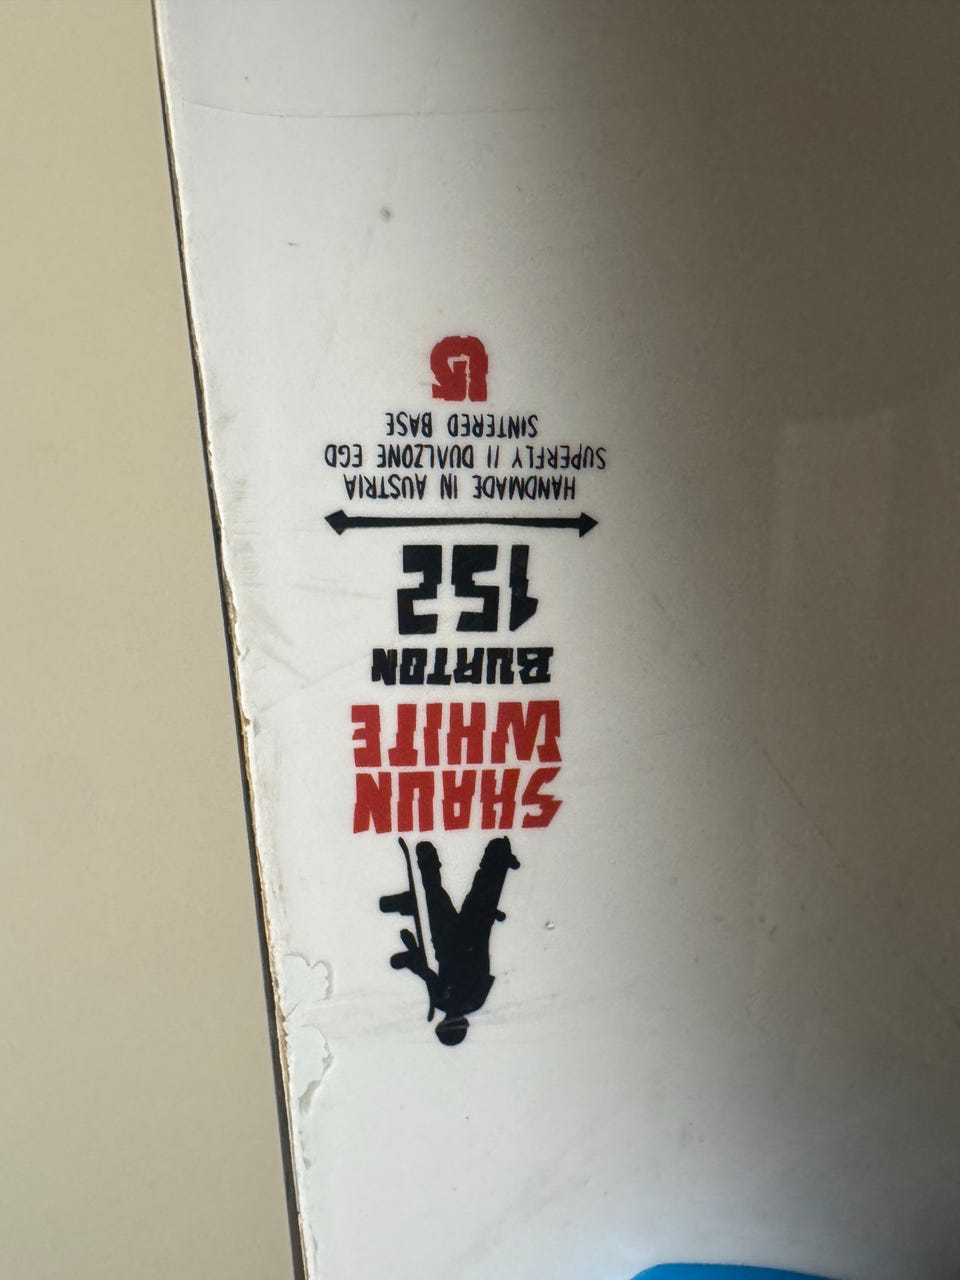 SHAUN
WHITE
BURTON
152
HANDMADE IN AUSTRIA
SUPERFLY II DUALZONE EGD
SINTERED BASE